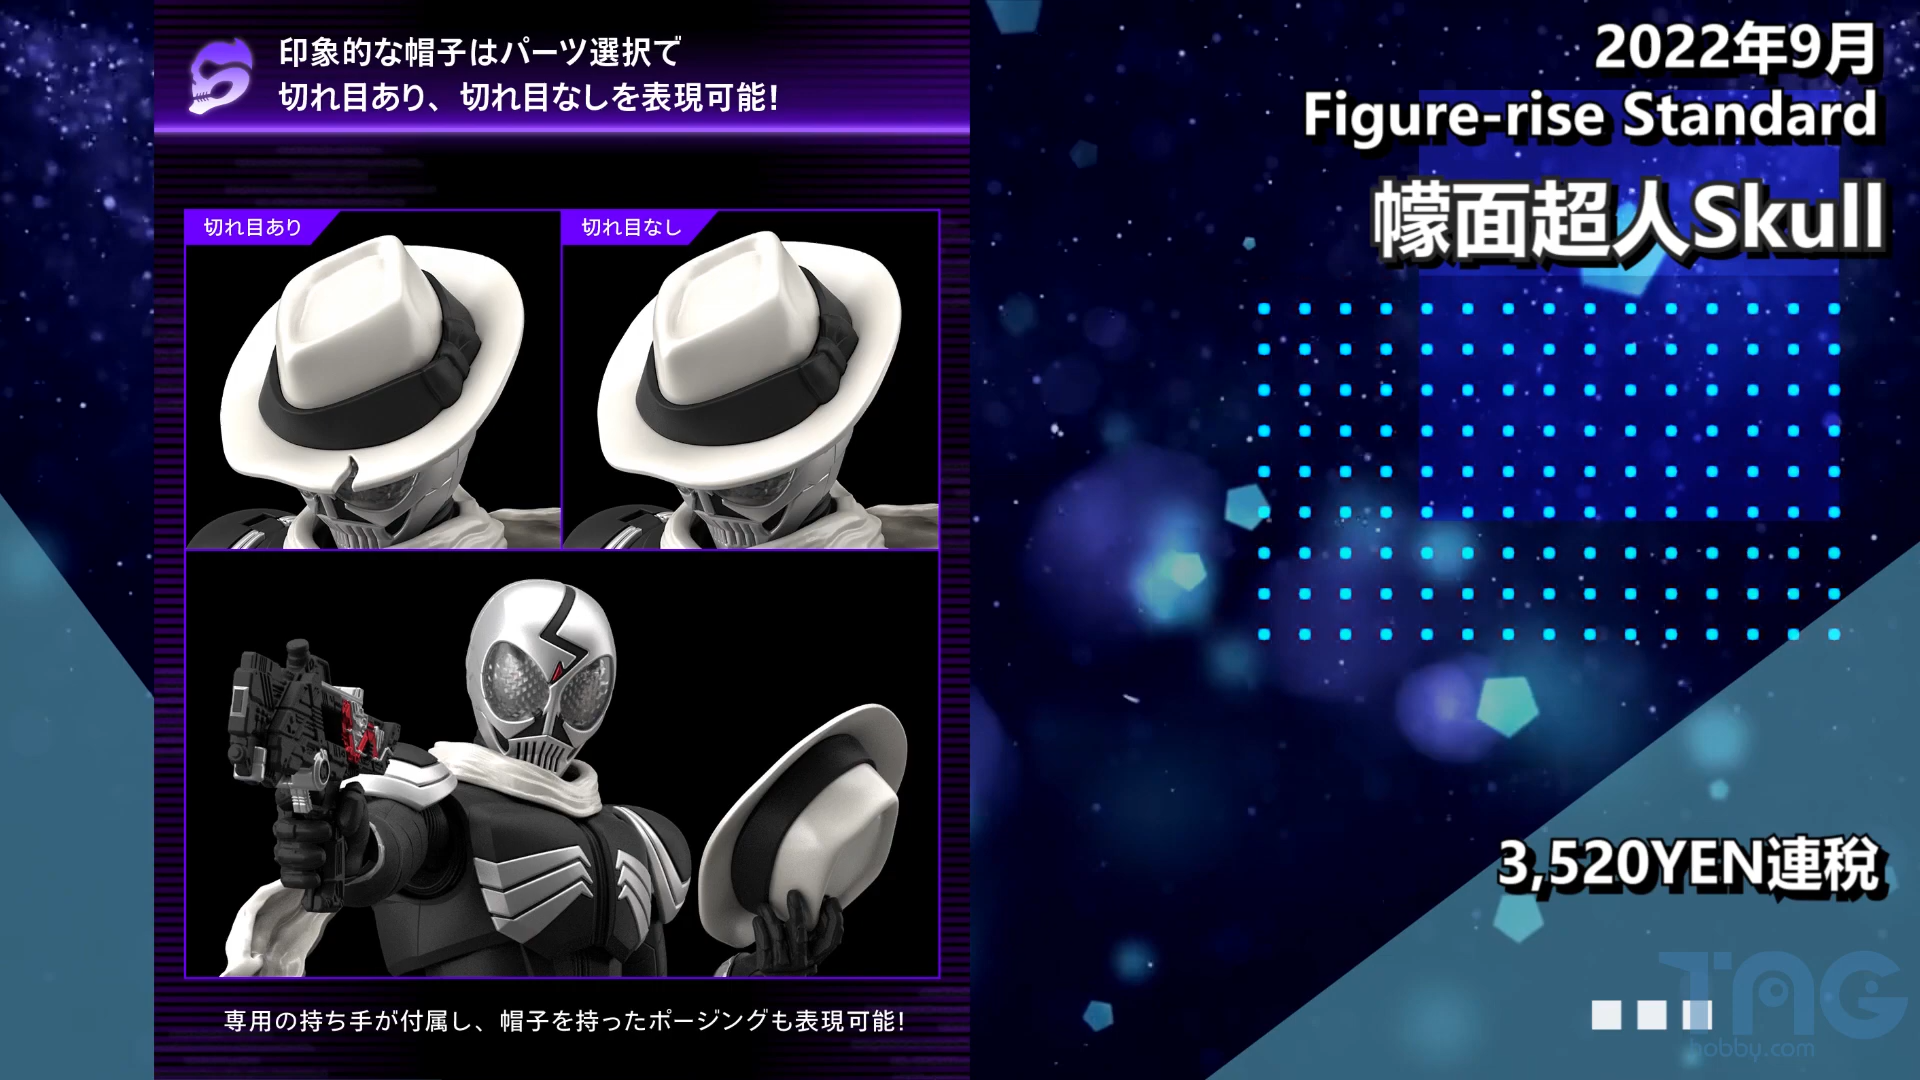 印象的な帽子はパーツ選択で
切れ目あり、切れ目なしを表現可能!
切れ目あり
切れ目なし
専用の持ち手が付属し、帽子を持ったポージングも表現可能!
2022年9月
Figure-rise Standard
幪面超人Skull
3,520YEN連稅
TAG
hobby.com